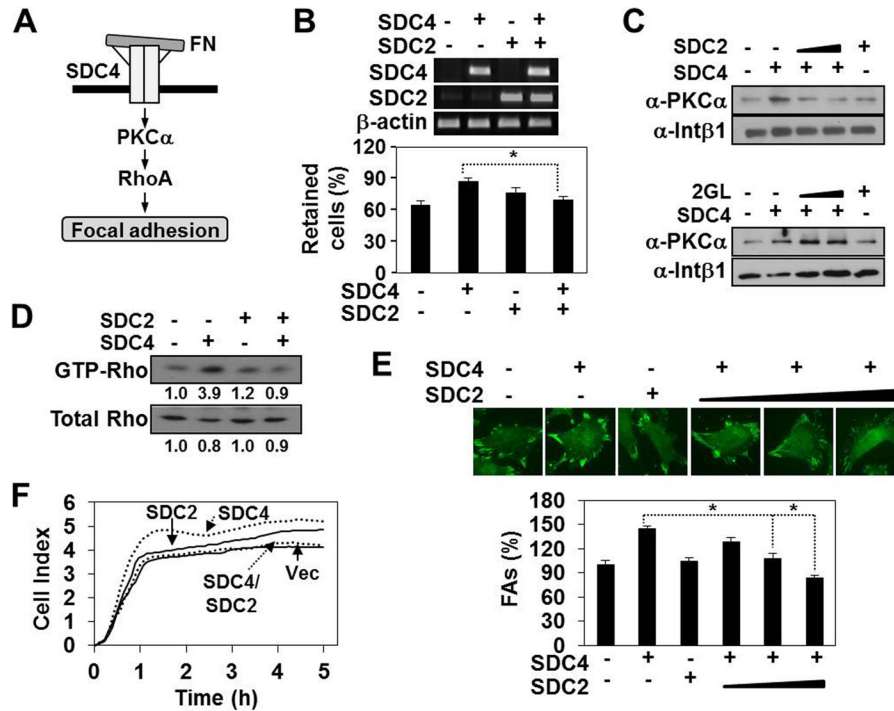 A
FN
SDC4
PKCα
RhoA
Focal adhesion
B
SDC4 - + - +
SDC2 - - + +
SDC4
SDC2
β-actin
*
120
90
60
30
0
Retained cells (%)
SDC4 - + - +
SDC2 - - + +
C
SDC2 - - +
SDC4 - + + + -
α-PKCα
α-Intβ1
2GL - - +
SDC4 - + + + -
α-PKCα
α-Intβ1
D
SDC2 - - + +
SDC4 - + - +
GTP-Rho
1.0 3.9 1.2 0.9
Total Rho
1.0 0.8 1.0 0.9
E
SDC4 - + - + + +
SDC2 - - +
180
150
120
90
60
30
0
FAs (%)
* *
SDC4 - + - + + +
SDC2 - - +
F
6
5
4
3
2
1
0
Cell Index
SDC2
SDC4
SDC4/
SDC2
Vec
0 1 2 3 4 5
Time (h)